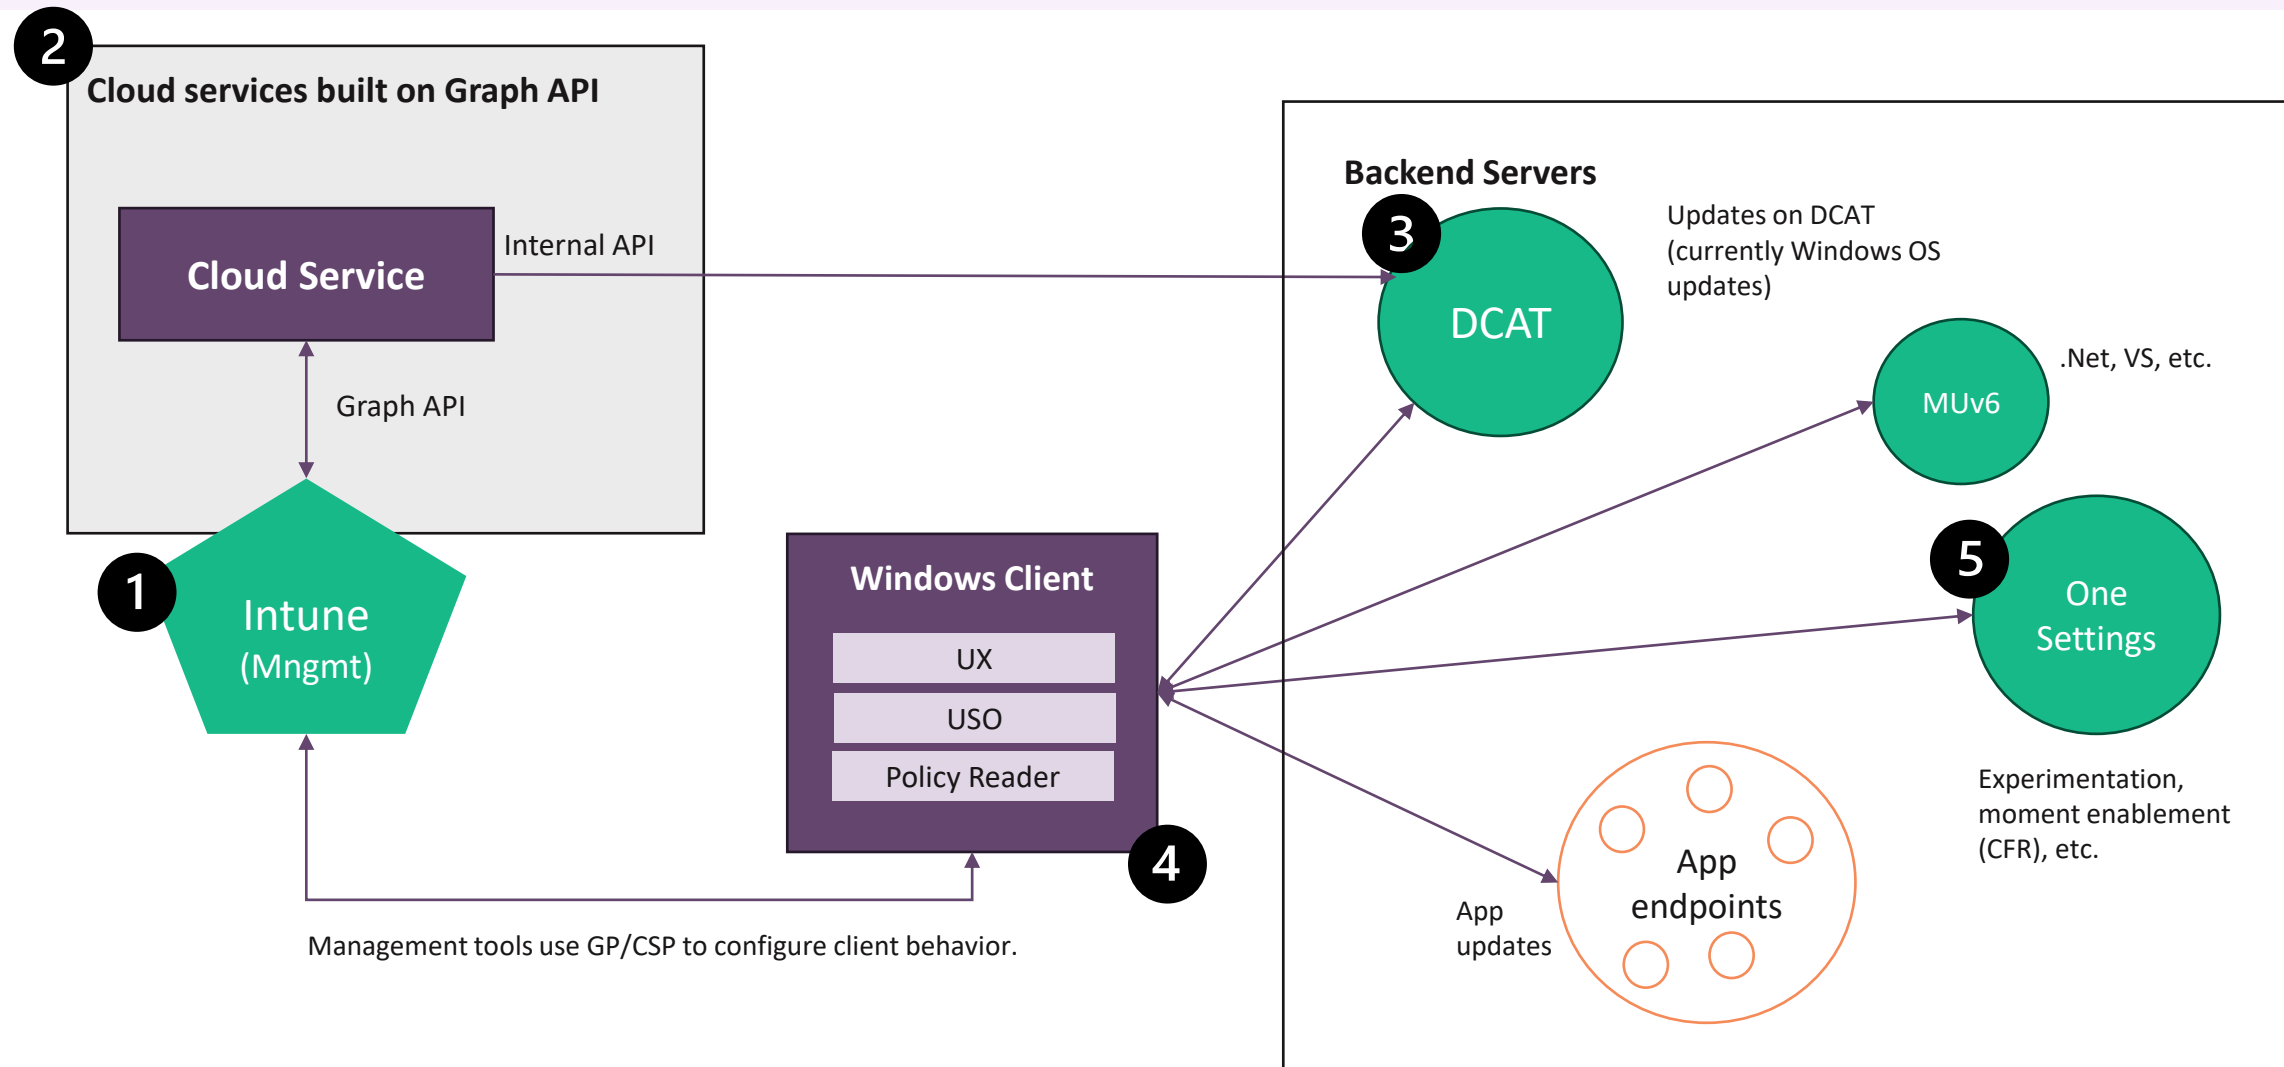 2
Cloud services built on Graph API
Cloud Service
Internal API
Graph API
1
Intune
(Mngmt)
Management tools use GP/CSP to configure client behavior.
Windows Client
UX
USO
Policy Reader
4
Backend Servers
3
DCAT
Updates on DCAT
(currently Windows OS
updates)
MUv6
.Net, VS, etc.
5
One
Settings
Experimentation,
moment enablement
(CFR), etc.
App
endpoints
App
updates